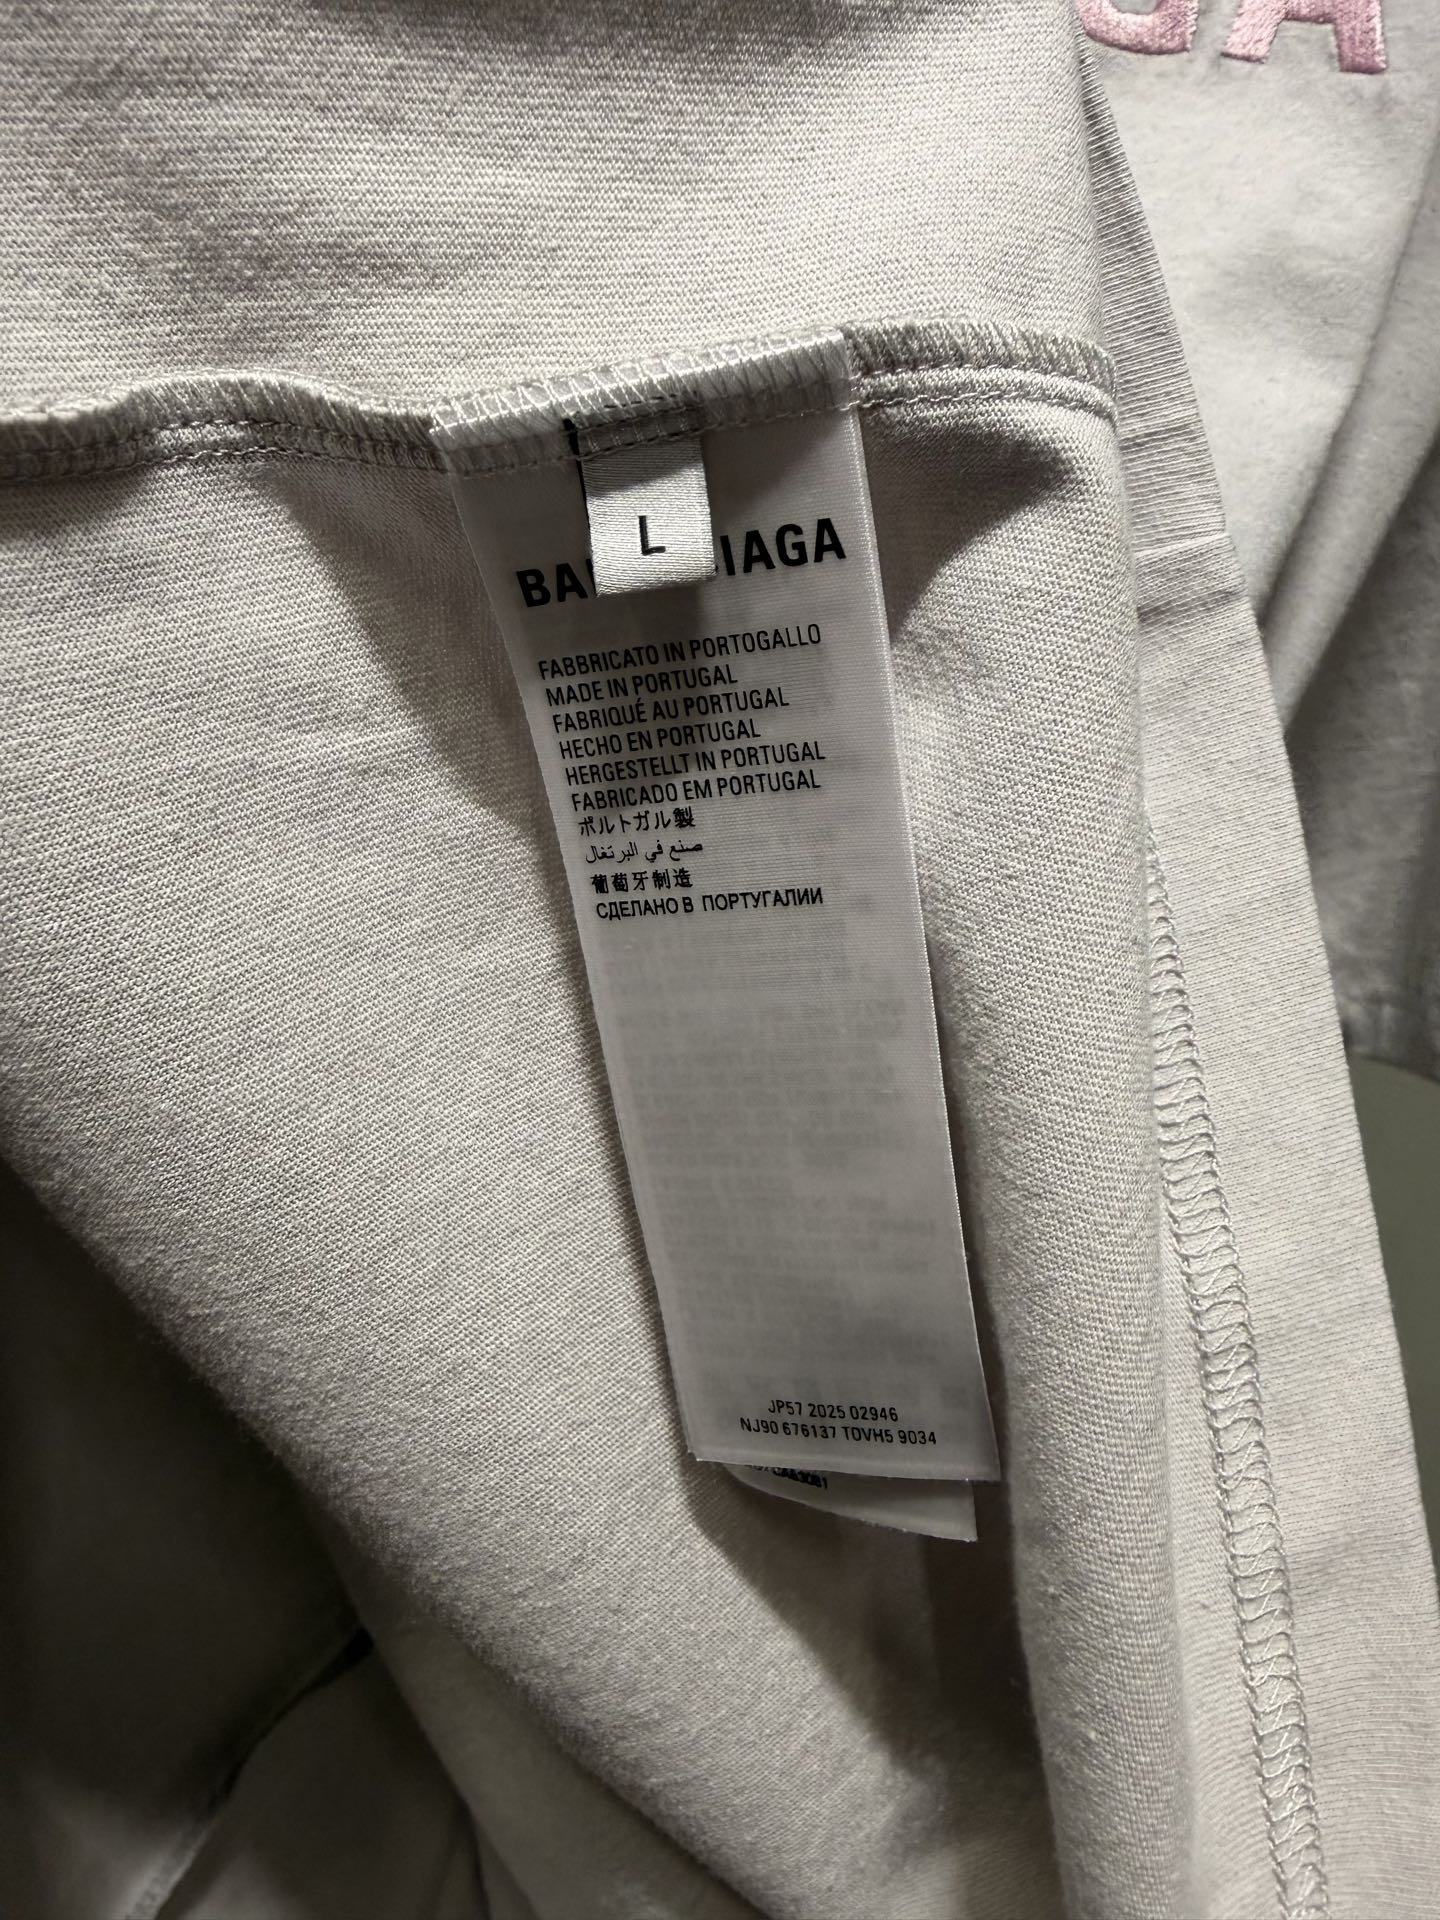 GA
L
BA IAGA
FABBRICATO IN PORTOGALLO
MADE IN PORTUGAL
FABRIQUÉ AU PORTUGAL
HECHO EN PORTUGAL
HERGESTELLT IN PORTUGAL
FABRICADO EM PORTUGAL
ポルトガル製
صنع في البرتغال
葡萄牙制造
СДЕЛАНО В ПОРТУГАЛИИ
JP57 2025 02946
NJ90 676137 TOVH5 9034